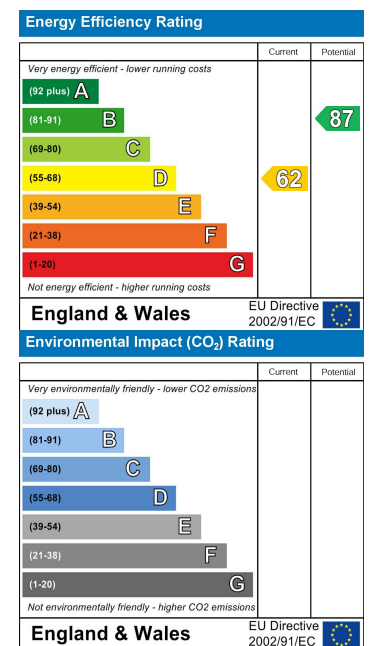 Energy Efficiency Rating
Current Potential
Very energy efficient - lower running costs
(92 plus) A
(81-91) B
87
(69-80) C
(55-68) D
62
(39-54) E
(21-38) F
(1-20) G
Not energy efficient - higher running costs
England & Wales
EU Directive
2002/91/EC
Environmental Impact (CO₂) Rating
Current Potential
Very environmentally friendly - lower CO2 emissions
(92 plus) A
(81-91) B
(69-80) C
(55-68) D
(39-54) E
(21-38) F
(1-20) G
Not environmentally friendly - higher CO2 emissions
England & Wales
EU Directive
2002/91/EC